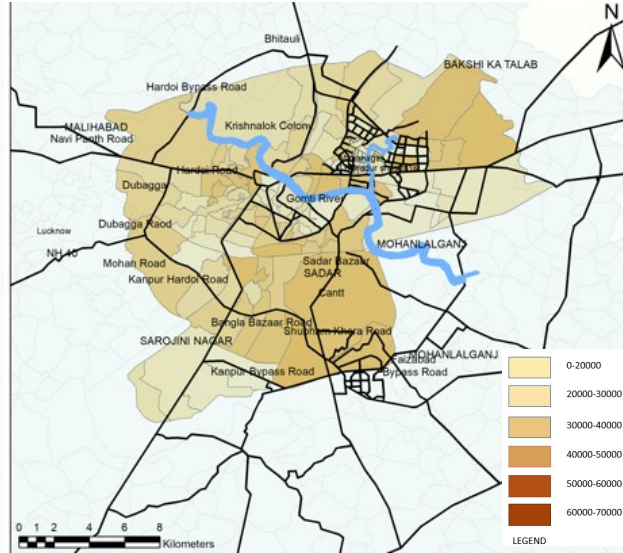 N
Bhitauli
BAKSHI KA TALAB
Hardoi Bypass Road
Krishnalok Colony
MALIHABAD
Navi Panth Road
Hardoi Road
Dubagga
Gomti River
Dubagga Raod
Lucknow
NH 40
MOHANLALGANJ
Mohan Road
Sadar Bazaar
SADAR
Kanpur Hardoi Road
Cantt
Bangla Bazaar Road
Shubham Khera Road
SAROJINI NAGAR
MOHANLALGANJ
Faizabad
Bypass Road
Kanpur Bypass Road
0-20000
20000-30000
30000-40000
40000-50000
50000-60000
60000-70000
LEGEND
0 1 2 4 6 8
Kilometers